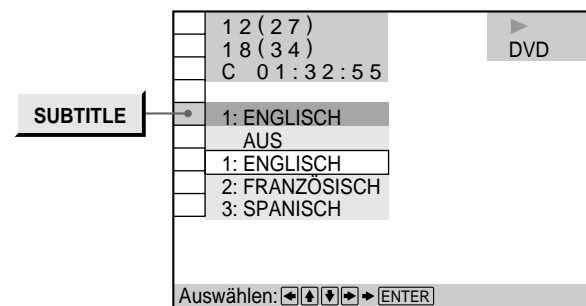 12(27)
18(34)
C 01:32:55
DVD
SUBTITLE
1: ENGLISCH
AUS
1: ENGLISCH
2: FRANZÖSISCH
3: SPANISCH
Auswählen: ENTER